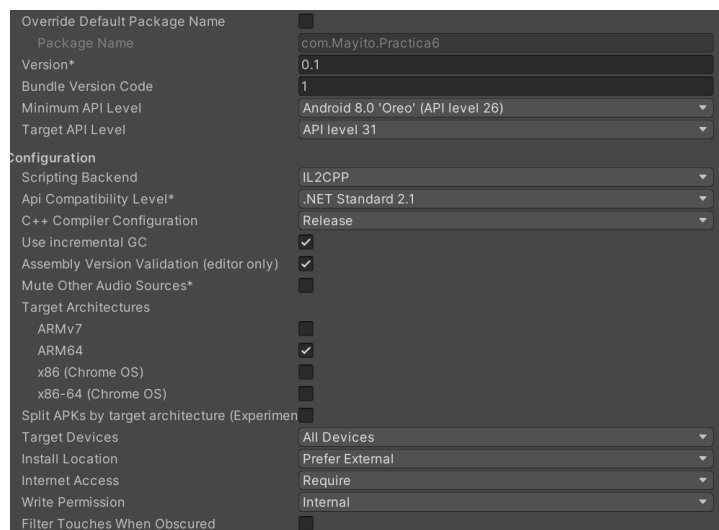 Override Default Package Name
Package Name com.Mayito.Practica6
Version* 0.1
Bundle Version Code 1
Minimum API Level Android 8.0 'Oreo' (API level 26)
Target API Level API level 31
Configuration
Scripting Backend IL2CPP
Api Compatibility Level* .NET Standard 2.1
C++ Compiler Configuration Release
Use incremental GC
Assembly Version Validation (editor only)
Mute Other Audio Sources*
Target Architectures
ARMv7
ARM64
x86 (Chrome OS)
x86-64 (Chrome OS)
Split APKs by target architecture (Experimen
Target Devices All Devices
Install Location Prefer External
Internet Access Require
Write Permission Internal
Filter Touches When Obscured